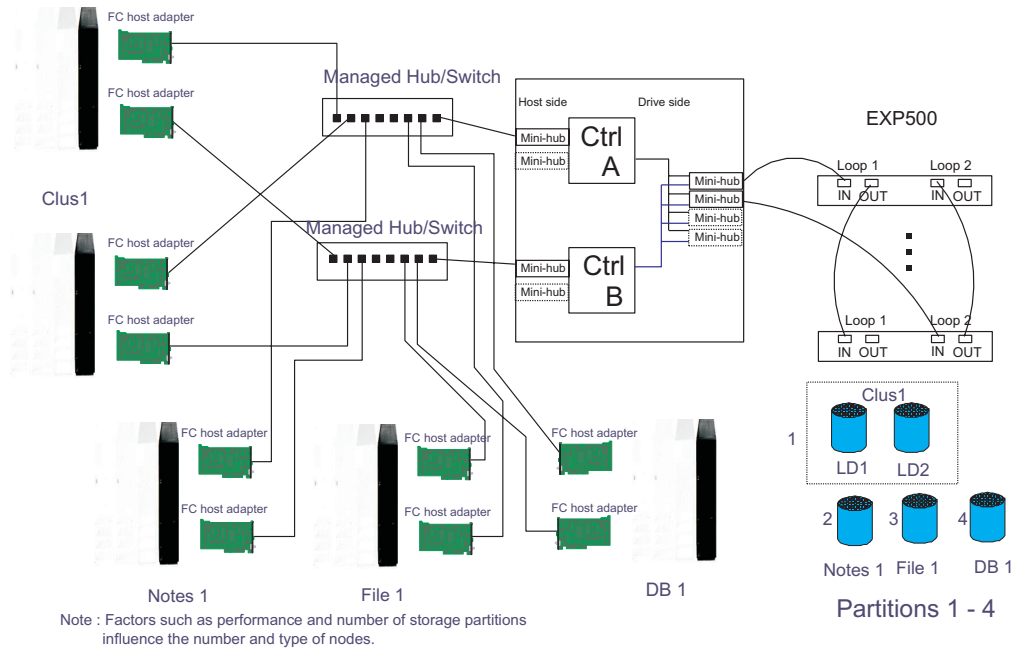 FC host adapter
FC host adapter
Clus1
FC host adapter
FC host adapter
Managed Hub/Switch
Managed Hub/Switch
Host side
Drive side
Mini-hub
Mini-hub
Ctrl
A
Mini-hub
Mini-hub
Mini-hub
Mini-hub
Mini-hub
Mini-hub
Ctrl
B
EXP500
Loop 1 Loop 2
IN OUT IN OUT
Loop 1 Loop 2
IN OUT IN OUT
FC host adapter
FC host adapter
Notes 1
FC host adapter
FC host adapter
File 1
FC host adapter
FC host adapter
DB 1
Clus1
1
LD1 LD2
2 3 4
Notes 1 File 1 DB 1
Partitions 1 - 4
Note : Factors such as performance and number of storage partitions
influence the number and type of nodes.